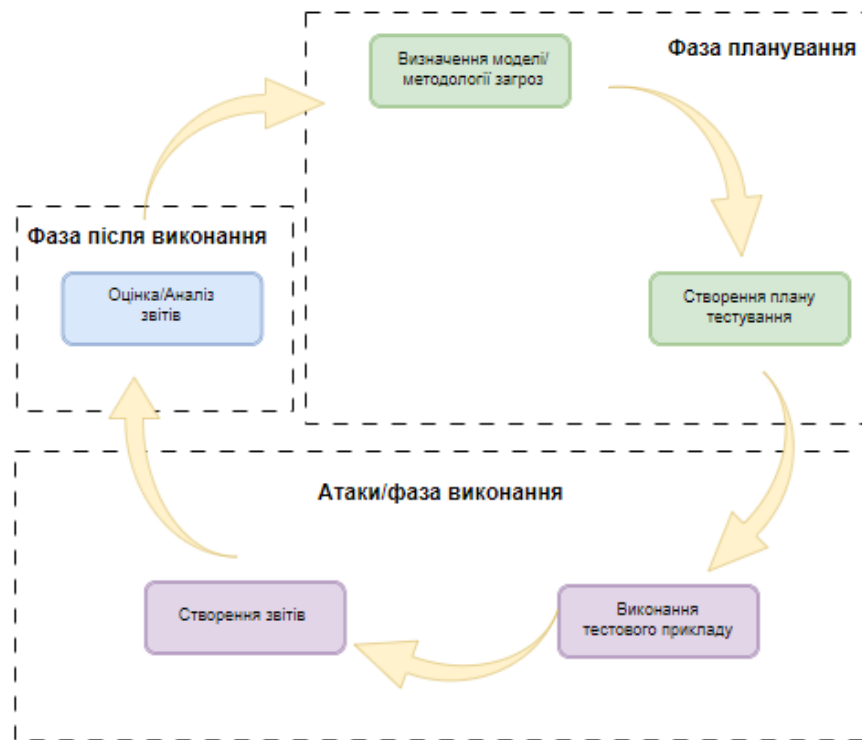 Фаза планування
Визначення моделі/
методології загроз
Створення плану
тестування
Атаки/фаза виконання
Виконання
тестового прикладу
Створення звітів
Фаза після виконання
Оцінка/Аналіз
звітів